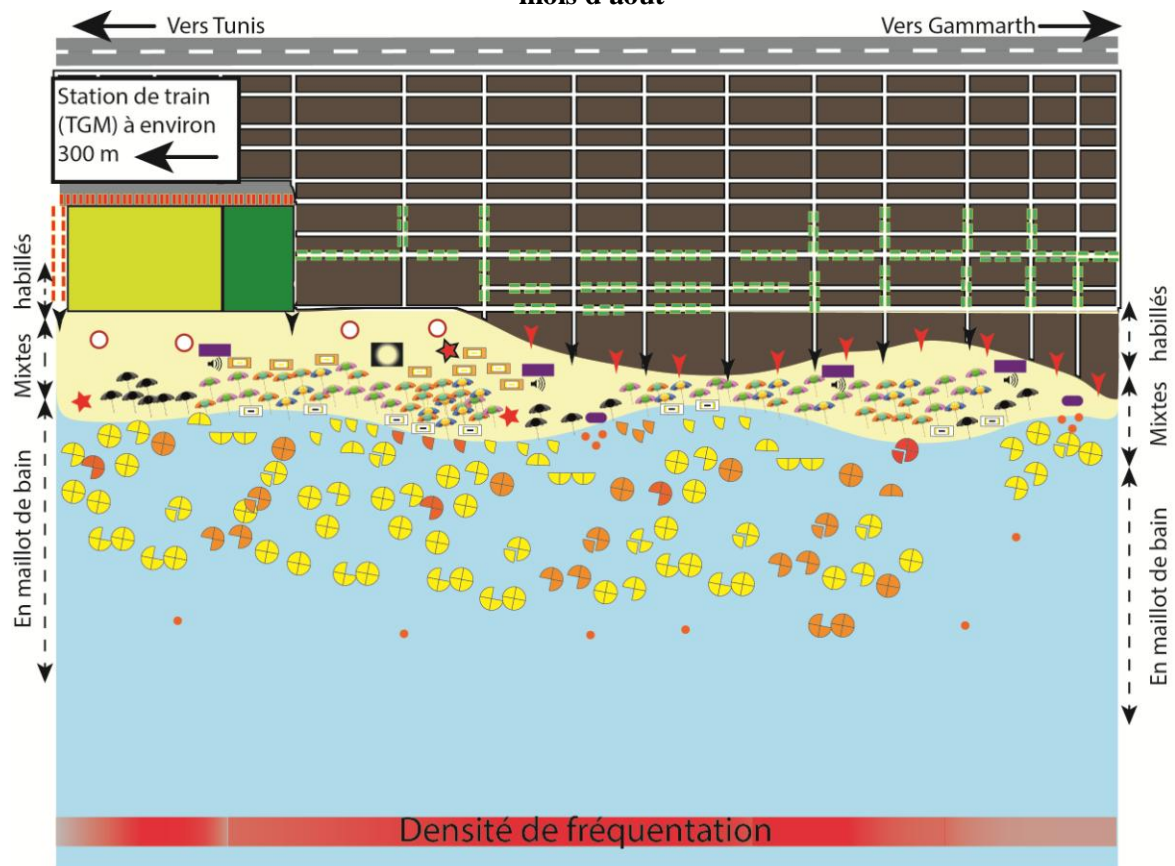 mois d'août
Vers Tunis
Vers Gammarth
Station de train
(TGM) à environ
300 m
habillés
Mixtes
En maillot de bain
habillés
Mixtes
En maillot de bain
Densité de fréquentation